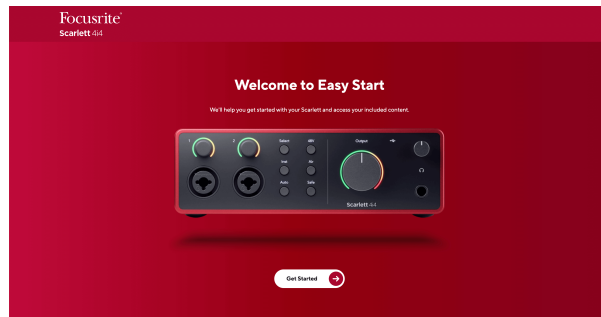 Focusrite®
Scarlett 4i4
Welcome to Easy Start
We'll help you get started with your Scarlett and access your included content.
1 2 Select 48V Output
Inst Air
Auto Safe
Scarlett 4i4
Get Started